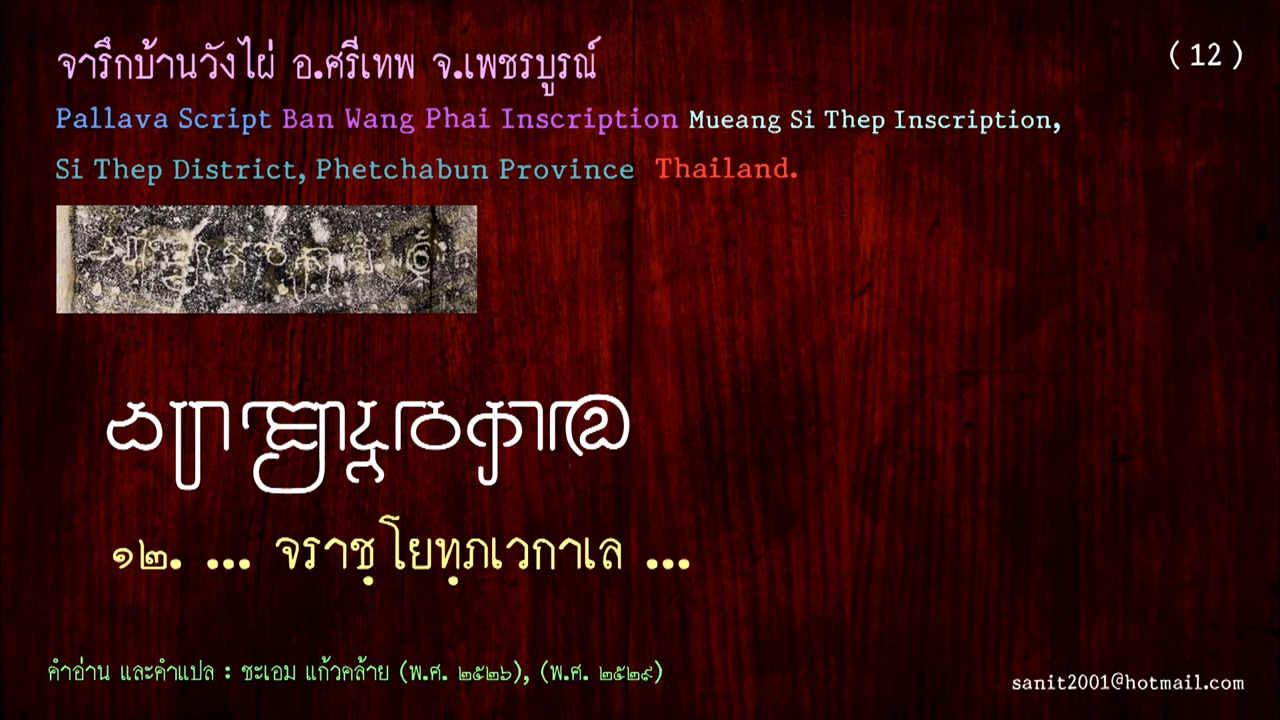 จารึกบ้านวังไผ่ อ.ศรีเทพ จ.เพชรบูรณ์
( 12 )
Pallava Script Ban Wang Phai Inscription Mueang Si Thep Inscription,
Si Thep District, Phetchabun Province Thailand.
๑๒. ... จราชฺโยทฺภเวกาเล ...
คำอ่าน และคำแปล : ชะเอม แก้วคล้าย (พ.ศ. ๒๕๒๖), (พ.ศ. ๒๕๒๙)
sanit2001@hotmail.com